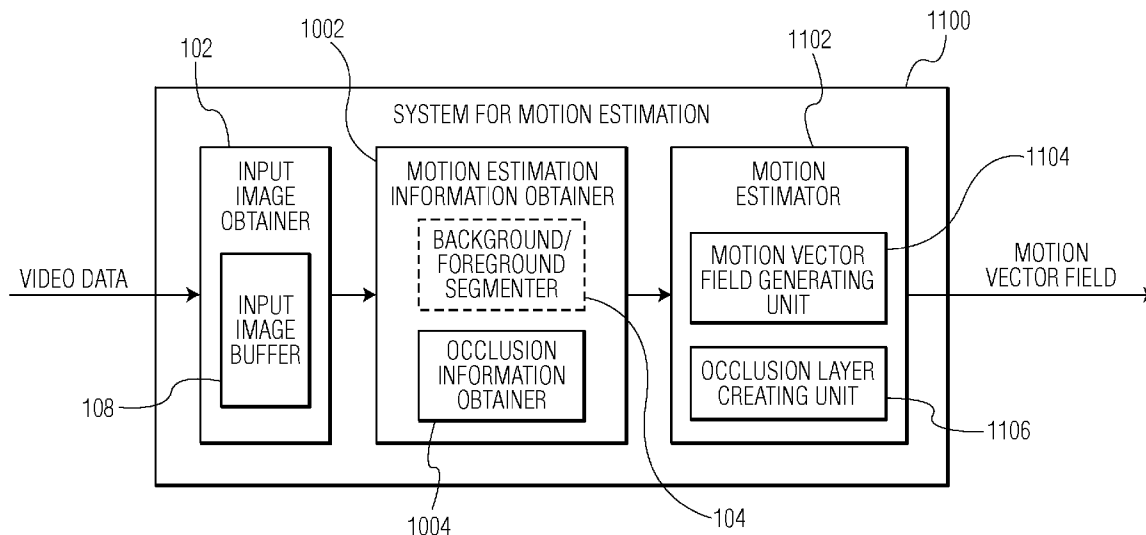 1100
1002
1102
102
SYSTEM FOR MOTION ESTIMATION
INPUT
IMAGE
OBTAINER
MOTION ESTIMATION
INFORMATION OBTAINER
MOTION
ESTIMATOR
1104
BACKGROUND/
FOREGROUND
SEGMENTER
MOTION VECTOR
FIELD GENERATING
UNIT
VIDEO DATA
MOTION
VECTOR FIELD
INPUT
IMAGE
BUFFER
OCCLUSION
INFORMATION
OBTAINER
OCCLUSION LAYER
CREATING UNIT
108
1004
104
1106